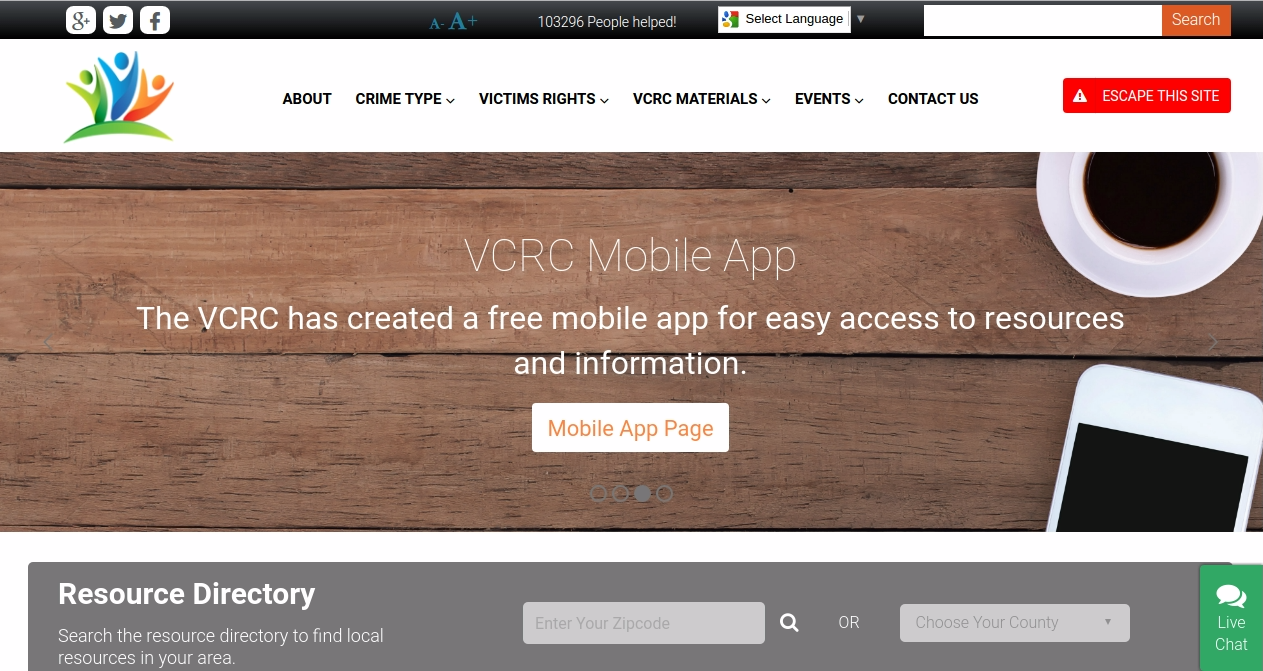 g+
A- A+
103296 People helped!
Select Language ▼
Search
ABOUT
CRIME TYPE
VICTIMS RIGHTS
VCRC MATERIALS
EVENTS
CONTACT US
ESCAPE THIS SITE
VCRC Mobile App
The VCRC has created a free mobile app for easy access to resources
and information.
Mobile App Page
Resource Directory
Search the resource directory to find local
resources in your area.
Enter Your Zipcode
OR
Choose Your County
Live
Chat